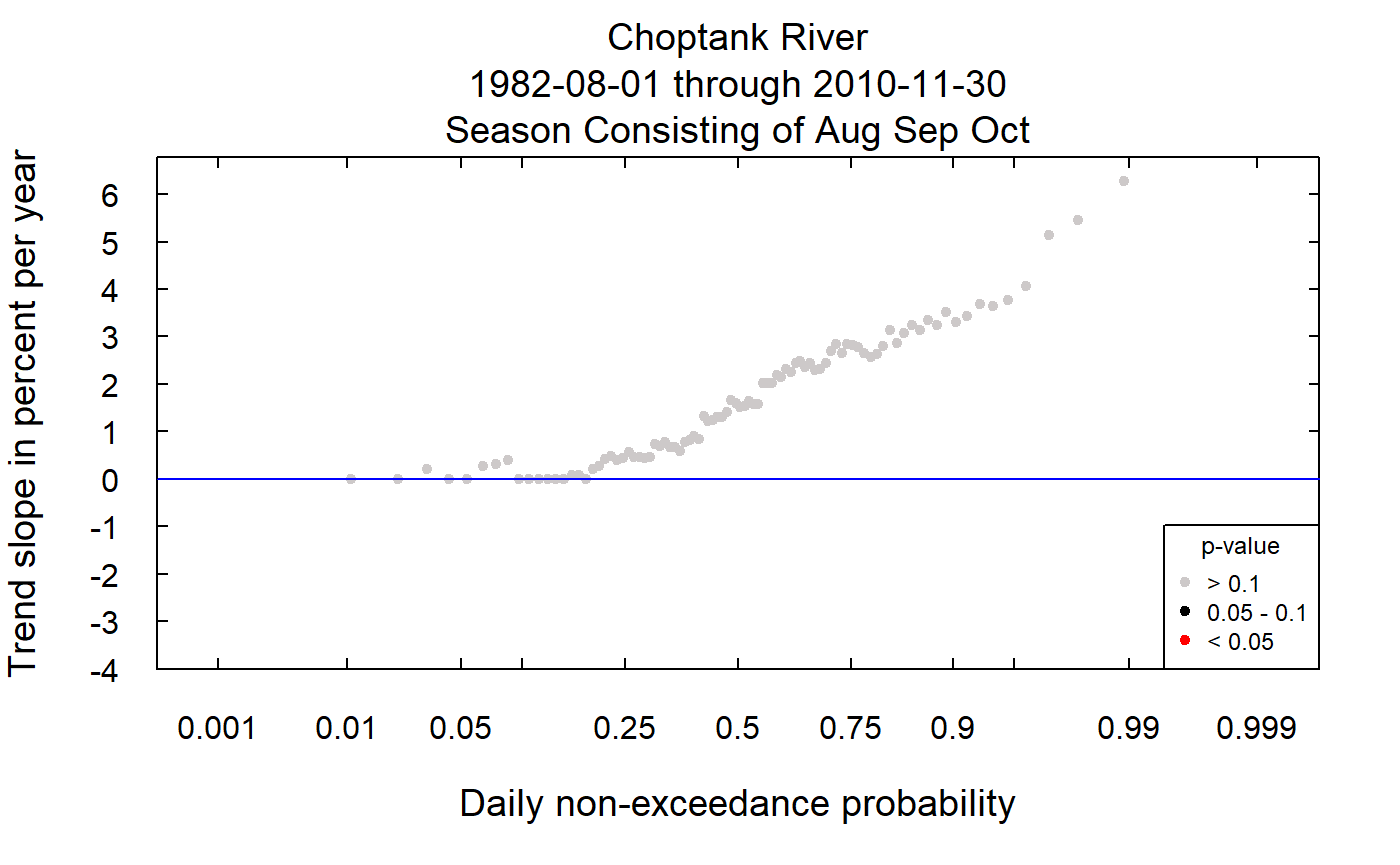 Choptank River
1982-08-01 through 2010-11-30
Season Consisting of Aug Sep Oct
Trend slope in percent per year
6
5
4
3
2
1
0
-1
-2
-3
-4
p-value
> 0.1
0.05 - 0.1
< 0.05
0.001 0.01 0.05 0.25 0.5 0.75 0.9 0.99 0.999
Daily non-exceedance probability